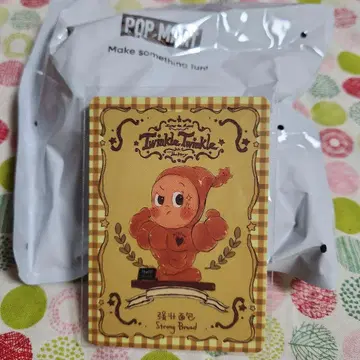 POP MART
Make something fun!
Twinkle Twinkle
强壮面包
Strong Bread